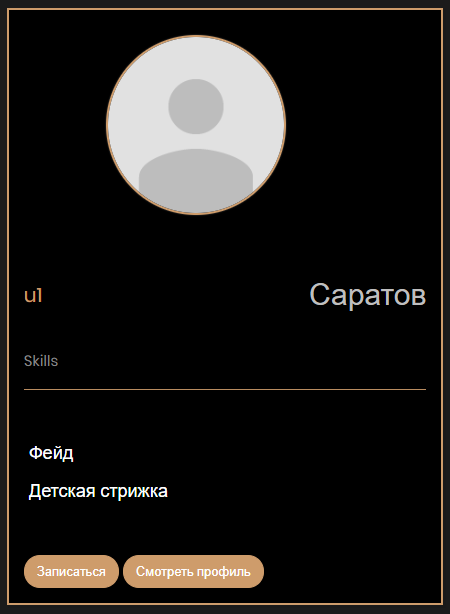 u1
Саратов
Skills
Фейд
Детская стрижка
Записаться
Смотреть профиль